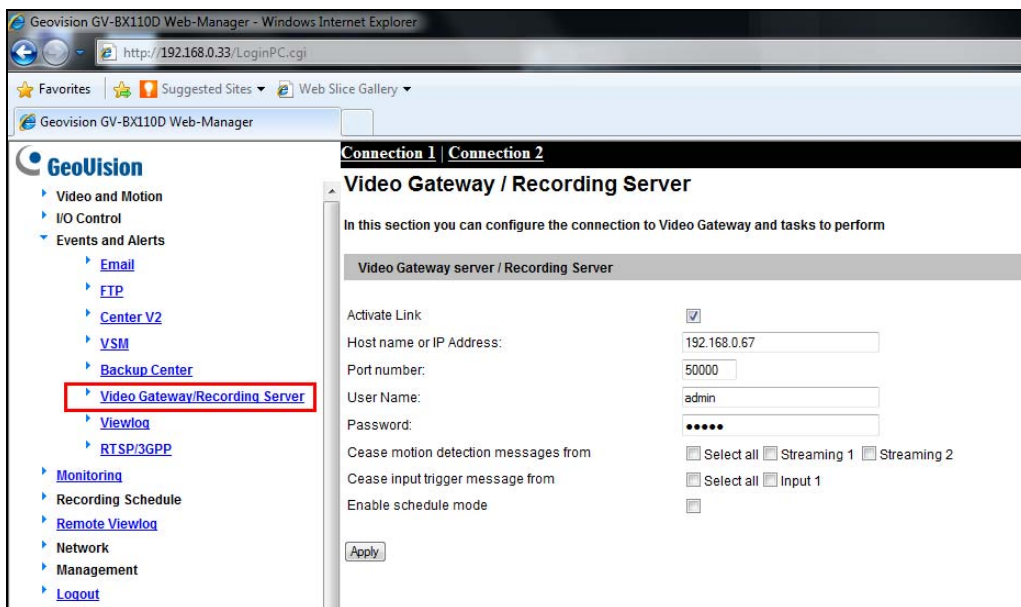 Geovision GV-BX110D Web-Manager - Windows Internet Explorer
http://192.168.0.33/LoginPC.cgi
Favorites Suggested Sites Web Slice Gallery
Geovision GV-BX110D Web-Manager
GeoVision
Video and Motion
I/O Control
Events and Alerts
Email
FTP
Center V2
VSM
Backup Center
Video Gateway/Recording Server
Viewlog
RTSP/3GPP
Monitoring
Recording Schedule
Remote Viewlog
Network
Management
Logout
Connection 1 | Connection 2
Video Gateway / Recording Server
In this section you can configure the connection to Video Gateway and tasks to perform
Video Gateway server / Recording Server
Activate Link
Host name or IP Address: 192.168.0.67
Port number: 50000
User Name: admin
Password: •••••
Cease motion detection messages from Select all Streaming 1 Streaming 2
Cease input trigger message from Select all Input 1
Enable schedule mode
Apply